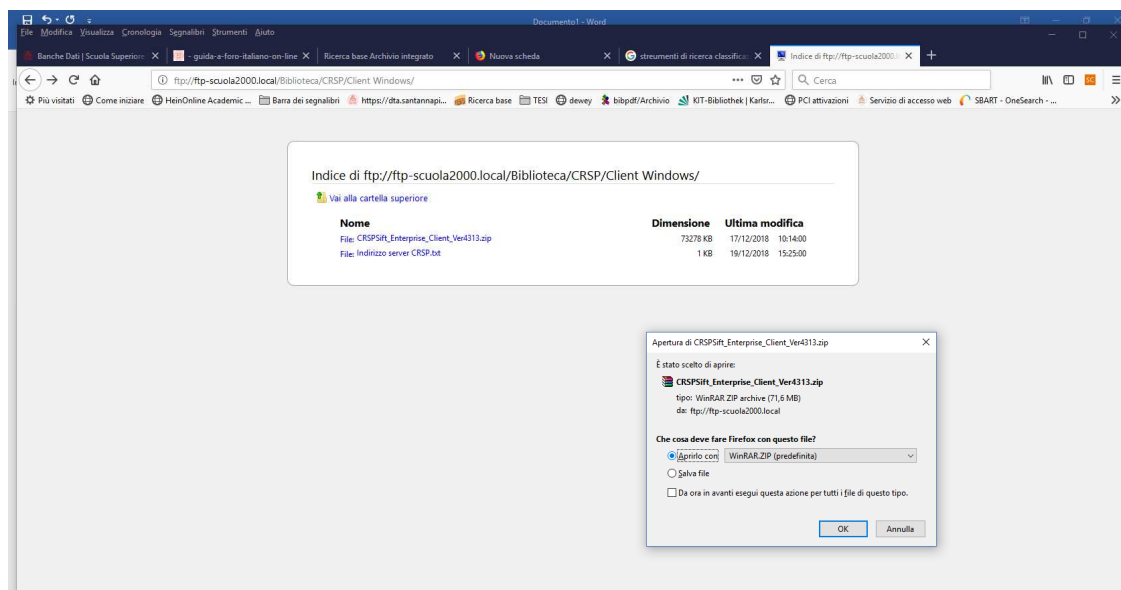 Documento1 - Word
File Modifica Visualizza Cronologia Segnalibri Strumenti Aiuto
Banche Dati | Scuola Superiore
- guida-a-foro-italiano-on-line
Ricerca base Archivio integrato
Nuova scheda
streumenti di ricerca classifica
Indice di ftp://ftp-scuola2000.l
ftp://ftp-scuola2000.local/Biblioteca/CRSP/Client Windows/
Cerca
Più visitati Come iniziare HeinOnline Academic ... Barra dei segnalibri https://dta.santannapi... Ricerca base TESI dewey bibpdf/Archivio KIT-Bibliothek | Karlsr... PCI attivazioni Servizio di accesso web SBART - OneSearch - ...
Indice di ftp://ftp-scuola2000.local/Biblioteca/CRSP/Client Windows/
Vai alla cartella superiore
Nome Dimensione Ultima modifica
File: CRSPSift_Enterprise_Client_Ver4313.zip 73278 KB 17/12/2018 10:14:00
File: Indirizzo server CRSP.txt 1 KB 19/12/2018 15:25:00
Apertura di CRSPSift_Enterprise_Client_Ver4313.zip
È stato scelto di aprire:
CRSPSift_Enterprise_Client_Ver4313.zip
tipo: WinRAR ZIP archive (71,6 MB)
da: ftp://ftp-scuola2000.local
Che cosa deve fare Firefox con questo file?
Aprirlo con WinRAR.ZIP (predefinita)
Salva file
Da ora in avanti esegui questa azione per tutti i file di questo tipo.
OK Annulla